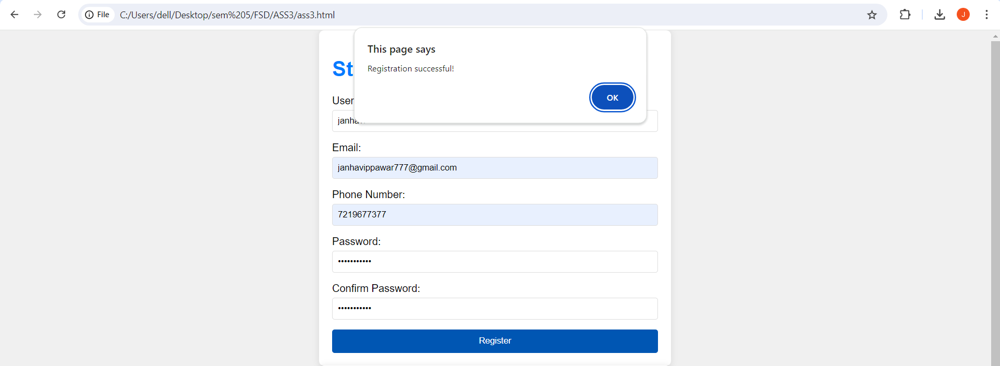 File C:/Users/dell/Desktop/sem%205/FSD/ASS3/ass3.html J
This page says
Registration successful!
OK
St
User
janha
Email:
janhavippawar777@gmail.com
Phone Number:
7219677377
Password:
•••••••••••
Confirm Password:
•••••••••••
Register